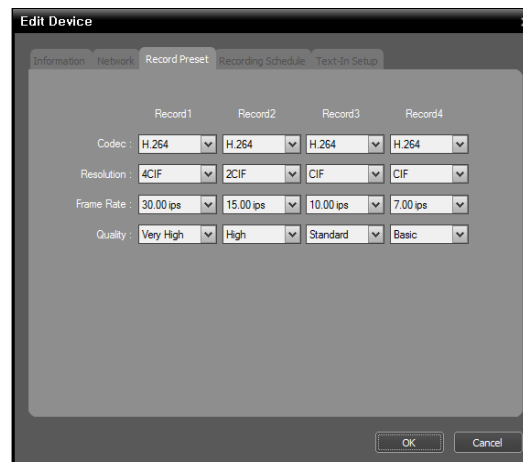 Edit Device
Information Network Record Preset Recording Schedule Text-In Setup
Record1 Record2 Record3 Record4
Codec : H.264 H.264 H.264 H.264
Resolution : 4CIF 2CIF CIF CIF
Frame Rate : 30.00 ips 15.00 ips 10.00 ips 7.00 ips
Quality : Very High High Standard Basic
OK Cancel